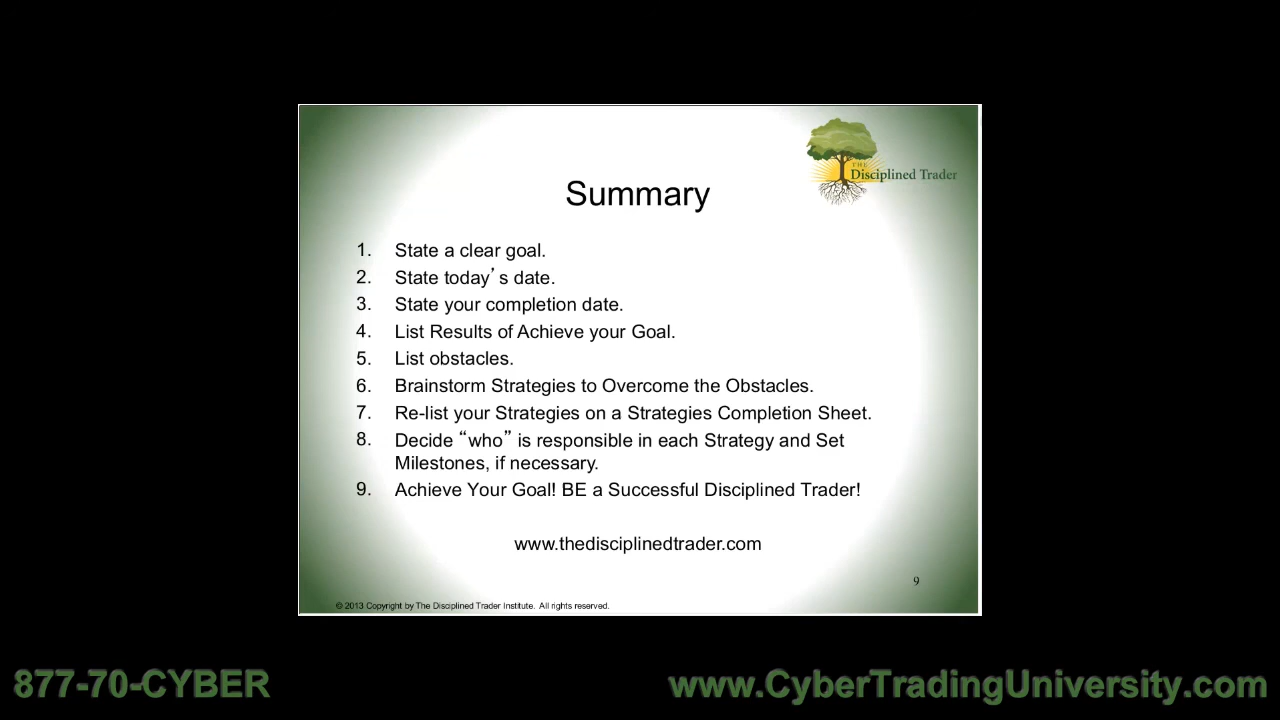 THE
Disciplined Trader
Summary
1. State a clear goal.
2. State today’s date.
3. State your completion date.
4. List Results of Achieve your Goal.
5. List obstacles.
6. Brainstorm Strategies to Overcome the Obstacles.
7. Re-list your Strategies on a Strategies Completion Sheet.
8. Decide “who” is responsible in each Strategy and Set
Milestones, if necessary.
9. Achieve Your Goal! BE a Successful Disciplined Trader!
www.thedisciplinedtrader.com
9
© 2013 Copyright by The Disciplined Trader Institute. All rights reserved.
877-70-CYBER
www.CyberTradingUniversity.com